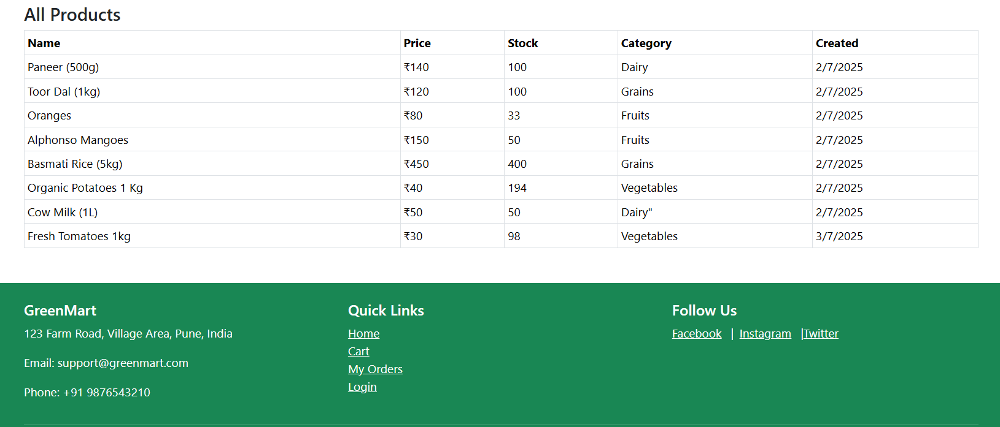 All Products
Name Price Stock Category Created
Paneer (500g) ₹140 100 Dairy 2/7/2025
Toor Dal (1kg) ₹120 100 Grains 2/7/2025
Oranges ₹80 33 Fruits 2/7/2025
Alphonso Mangoes ₹150 50 Fruits 2/7/2025
Basmati Rice (5kg) ₹450 400 Grains 2/7/2025
Organic Potatoes 1 Kg ₹40 194 Vegetables 2/7/2025
Cow Milk (1L) ₹50 50 Dairy" 2/7/2025
Fresh Tomatoes 1kg ₹30 98 Vegetables 3/7/2025
GreenMart
123 Farm Road, Village Area, Pune, India
Email: support@greenmart.com
Phone: +91 9876543210
Quick Links
Home
Cart
My Orders
Login
Follow Us
Facebook | Instagram |Twitter